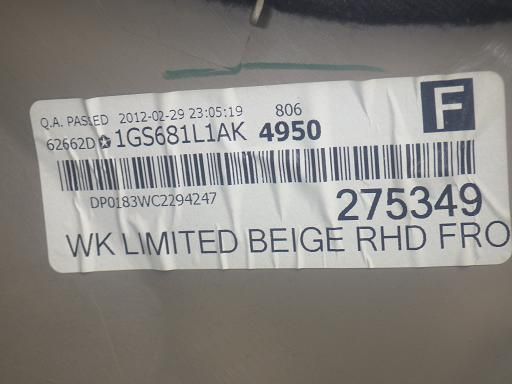 Q.A. PASSED 2012-02-29 23:05:19 806
F
62662D 1GS681L1AK 4950
DP0183WC2294247
275349
WK LIMITED BEIGE RHD FRO